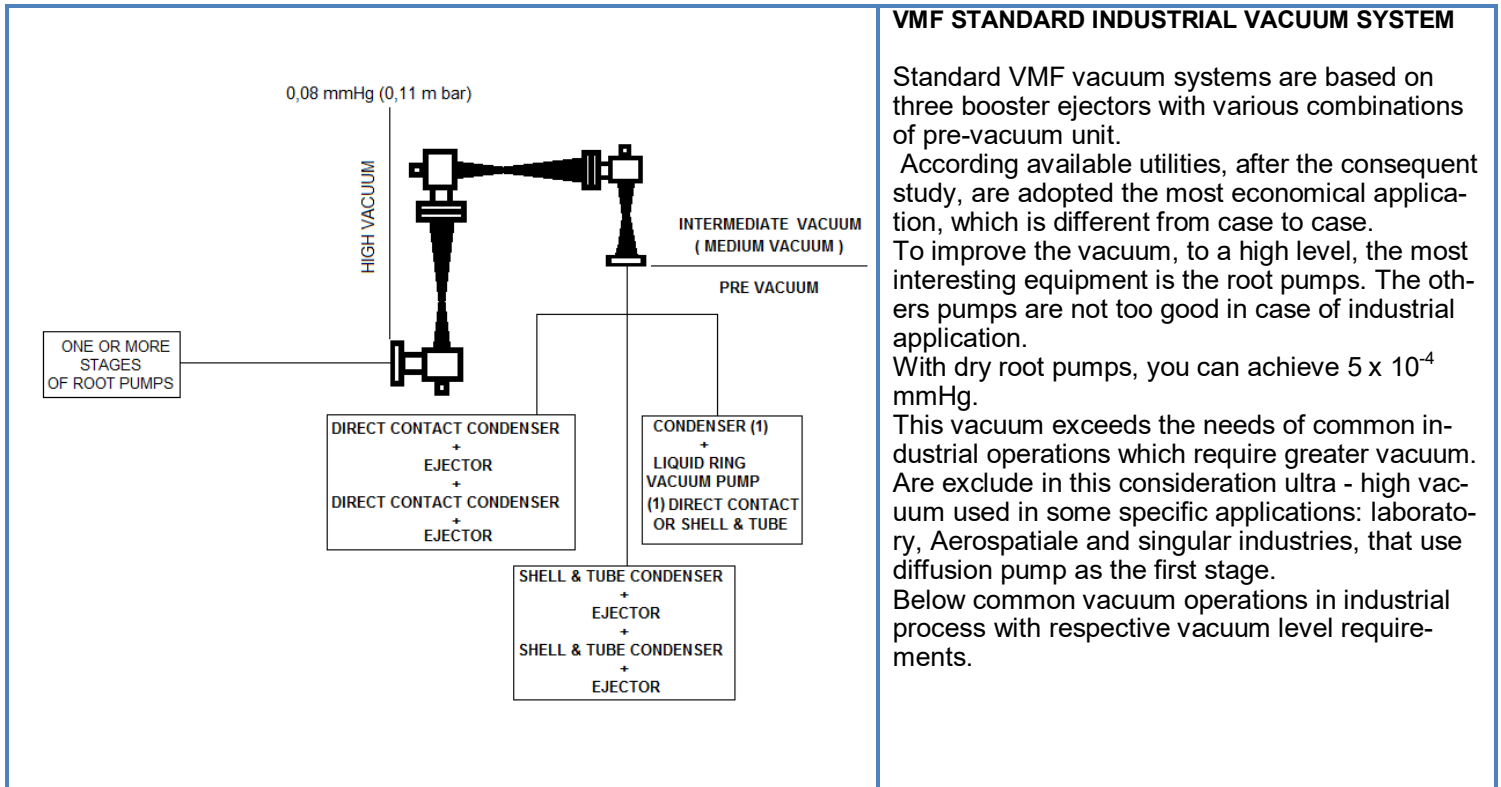 0,08 mmHg (0,11 m bar)
HIGH VACUUM
INTERMEDIATE VACUUM
( MEDIUM VACUUM )
PRE VACUUM
ONE OR MORE
STAGES
OF ROOT PUMPS
DIRECT CONTACT CONDENSER
+
EJECTOR
+
DIRECT CONTACT CONDENSER
+
EJECTOR
CONDENSER (1)
+
LIQUID RING
VACUUM PUMP
(1) DIRECT CONTACT
OR SHELL & TUBE
SHELL & TUBE CONDENSER
+
EJECTOR
+
SHELL & TUBE CONDENSER
+
EJECTOR
VMF STANDARD INDUSTRIAL VACUUM SYSTEM
Standard VMF vacuum systems are based on
three booster ejectors with various combinations
of pre-vacuum unit.
According available utilities, after the consequent
study, are adopted the most economical applica-
tion, which is different from case to case.
To improve the vacuum, to a high level, the most
interesting equipment is the root pumps. The oth-
ers pumps are not too good in case of industrial
application.
With dry root pumps, you can achieve 5 x 10⁻⁴
mmHg.
This vacuum exceeds the needs of common in-
dustrial operations which require greater vacuum.
Are exclude in this consideration ultra - high vac-
uum used in some specific applications: laborato-
ry, Aerospatiale and singular industries, that use
diffusion pump as the first stage.
Below common vacuum operations in industrial
process with respective vacuum level require-
ments.